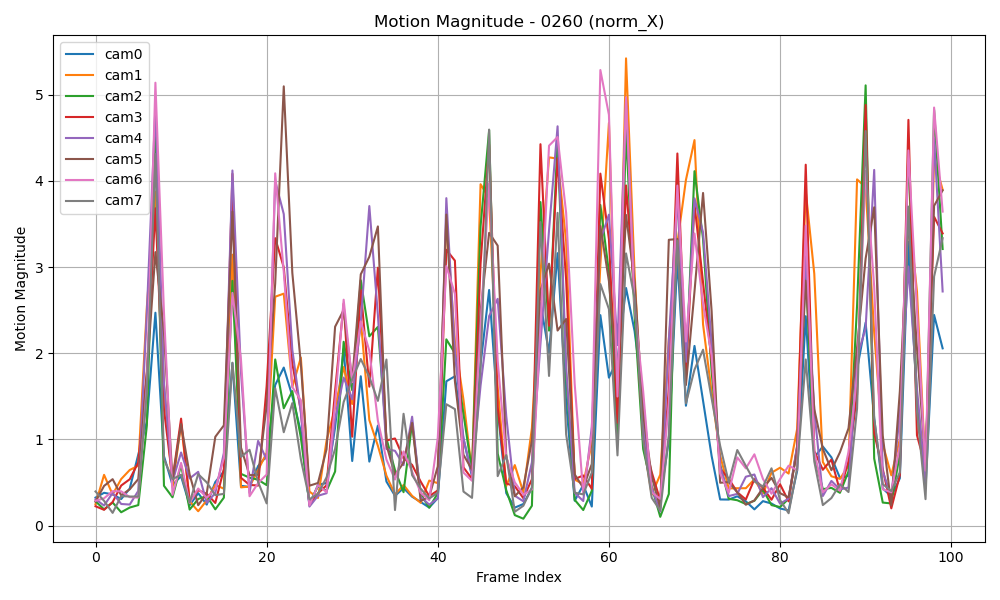 Motion Magnitude - 0260 (norm_X)
cam0
cam1
cam2
cam3
cam4
cam5
cam6
cam7
Motion Magnitude
5
4
3
2
1
0
0
20
40
60
80
100
Frame Index